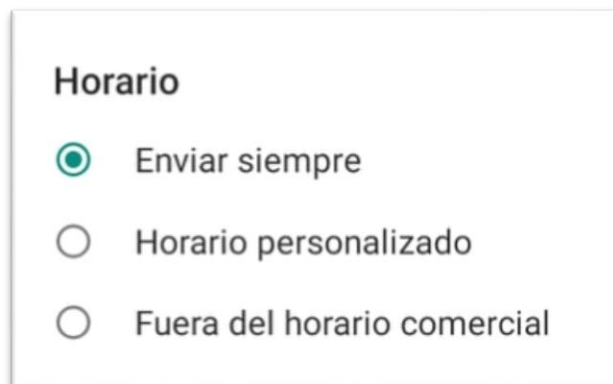 Horario
Enviar siempre
Horario personalizado
Fuera del horario comercial